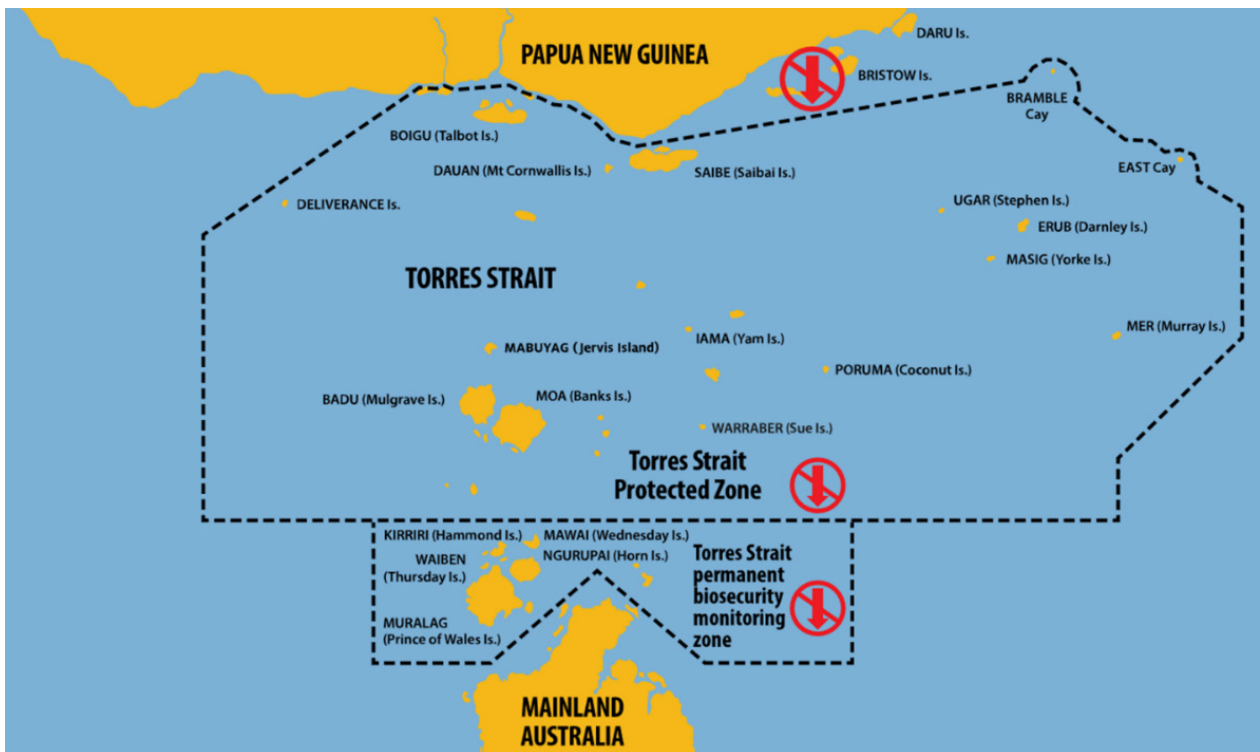 DARU Is.
PAPUA NEW GUINEA
BRISTOW Is.
BRAMBLE
Cay
BOIGU (Talbot Is.)
DAUAN (Mt Cornwallis Is.)
SAIBE (Saibai Is.)
EAST Cay
DELIVERANCE Is.
UGAR (Stephen Is.)
ERUB (Darnley Is.)
MASIG (Yorke Is.)
TORRES STRAIT
MER (Murray Is.)
IAMA (Yam Is.)
MABUYAG (Jervis Island)
PORUMA (Coconut Is.)
BADU (Mulgrave Is.)
MOA (Banks Is.)
WARRABER (Sue Is.)
Torres Strait
Protected Zone
KIRRIRI (Hammond Is.)
MAWAI (Wednesday Is.)
WAIBEN
(Thursday Is.)
NGURUPAI (Horn Is.)
Torres Strait
permanent
biosecurity
monitoring
zone
MURALAG
(Prince of Wales Is.)
MAINLAND
AUSTRALIA